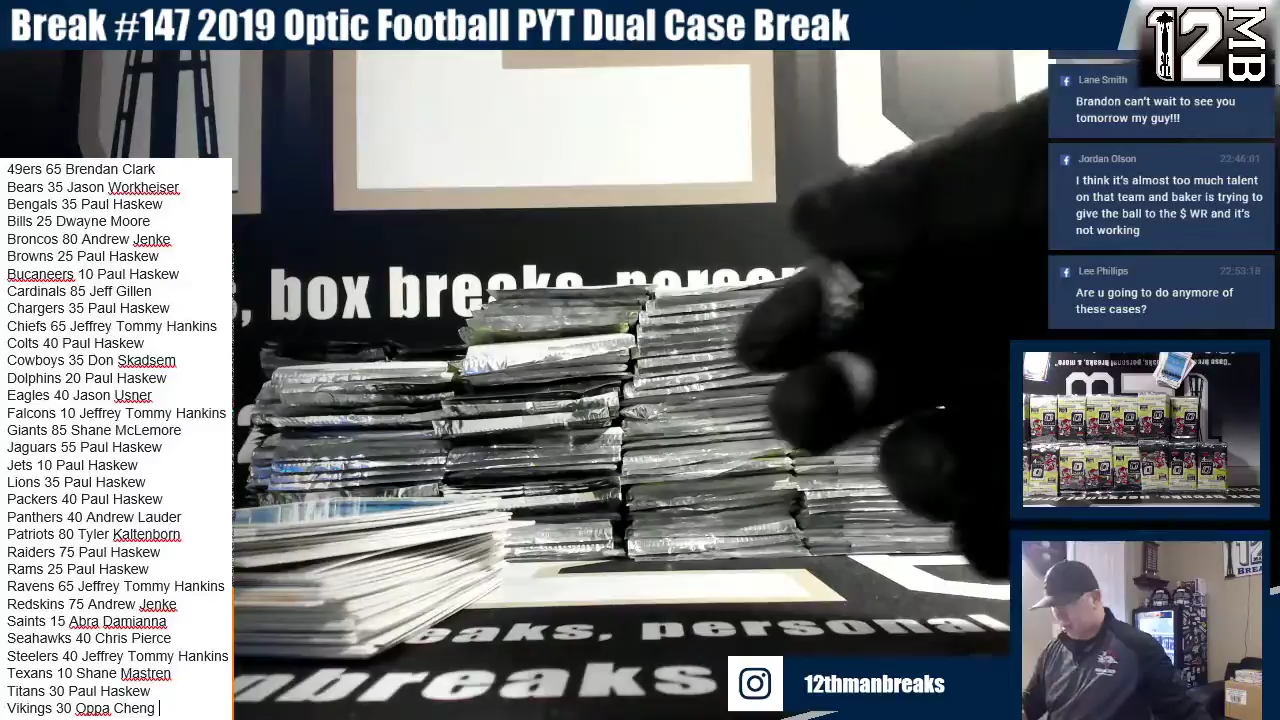 Break #147 2019 Optic Football PYT Dual Case Break
12
MB
49ers 65 Brendan Clark
Bears 35 Jason Workheiser
Bengals 35 Paul Haskew
Bills 25 Dwayne Moore
Broncos 80 Andrew Jenke
Browns 25 Paul Haskew
Bucaneers 10 Paul Haskew
Cardinals 85 Jeff Gillen
Chargers 35 Paul Haskew
Chiefs 65 Jeffrey Tommy Hankins
Colts 40 Paul Haskew
Cowboys 35 Don Skadsem
Dolphins 20 Paul Haskew
Eagles 40 Jason Usner
Falcons 10 Jeffrey Tommy Hankins
Giants 85 Shane McLemore
Jaguars 55 Paul Haskew
Jets 10 Paul Haskew
Lions 35 Paul Haskew
Packers 40 Paul Haskew
Panthers 40 Andrew Lauder
Patriots 80 Tyler Kaltenborn
Raiders 75 Paul Haskew
Rams 25 Paul Haskew
Ravens 65 Jeffrey Tommy Hankins
Redskins 75 Andrew Jenke
Saints 15 Abra Damianna
Seahawks 40 Chris Pierce
Steelers 40 Jeffrey Tommy Hankins
Texans 10 Shane Mastren
Titans 30 Paul Haskew
Vikings 30 Oppa Cheng
, box breaks, person
eaks, personal
nbreaks
Lane Smith
Brandon can't wait to see you
tomorrow my guy!!!
Jordan Olson 22:46:01
I think it's almost too much talent
on that team and baker is trying to
give the ball to the $ WR and it's
not working
Lee Phillips 22:53:18
Are u going to do anymore of
these cases?
12thmanbreaks